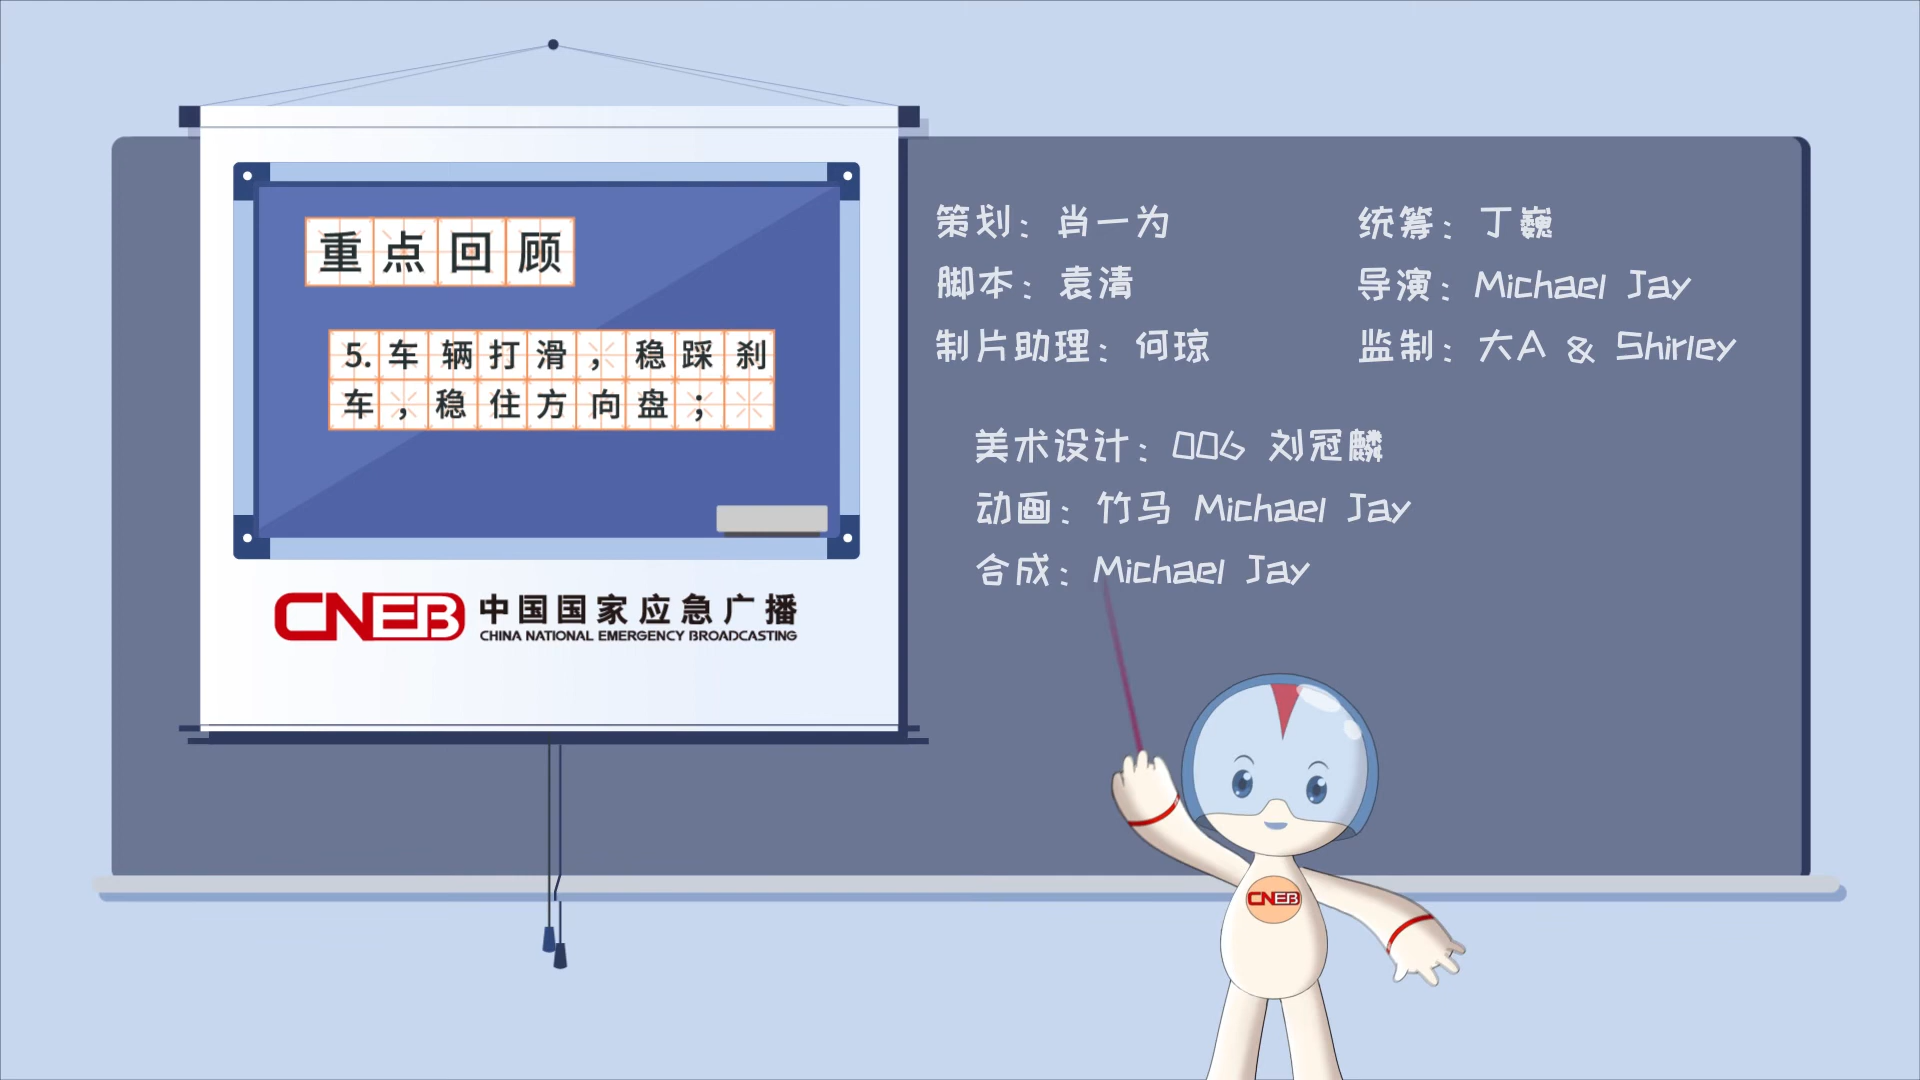 重点回顾
5.车辆打滑，稳踩刹
车，稳住方向盘；
CNEB 中国国家应急广播
CHINA NATIONAL EMERGENCY BROADCASTING
策划：肖一为
统筹：丁巍
脚本：袁清
导演：Michael Jay
制片助理：何琼
监制：大A & Shirley
美术设计：006 刘冠麟
动画：竹马 Michael Jay
合成：Michael Jay
CNEB